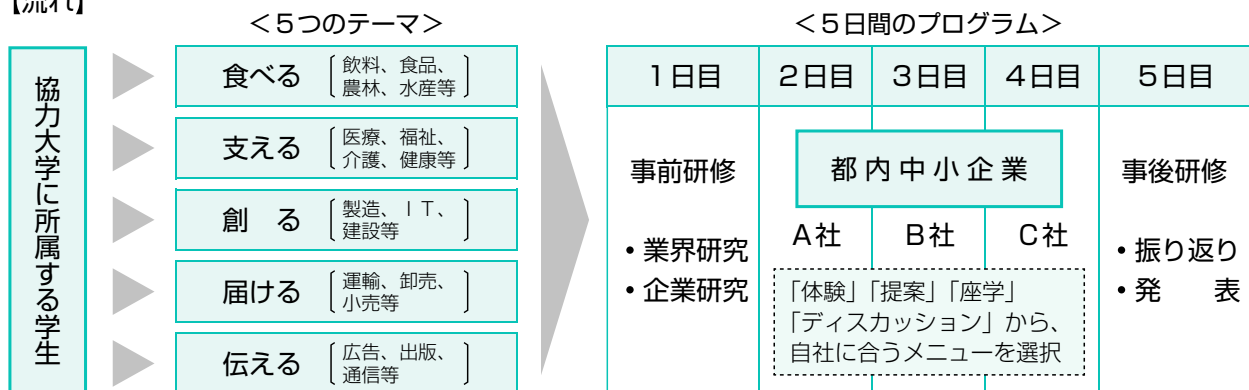 【流れ】
＜５つのテーマ＞
＜５日間のプログラム＞
協力大学に所属する学生
食べる
飲料、食品、
農林、水産等
支える
医療、福祉、
介護、健康等
創　る
製造、ＩＴ、
建設等
届ける
運輸、卸売、
小売等
伝える
広告、出版、
通信等
１日目
２日目
３日目
４日目
５日目
事前研修
・業界研究
・企業研究
都内中小企業
A社
B社
C社
「体験」「提案」「座学」
「ディスカッション」から、
自社に合うメニューを選択
事後研修
・振り返り
・発　　表